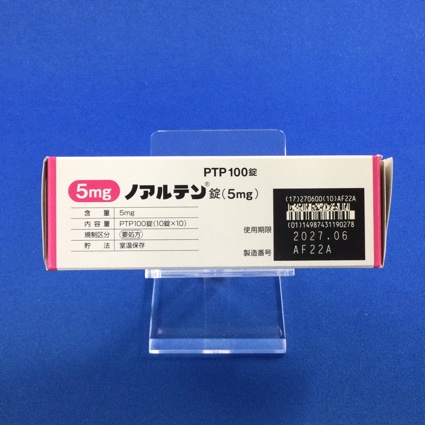 PTP100錠
5mg ノアルテン®錠(5mg)
含量 5mg
内容量 PTP100錠(10錠×10)
規制区分 要処方
貯法 室温保存
使用期限 2027.06
製造番号 AF22A
(17)270600(10)AF22A
(01)14987431190278